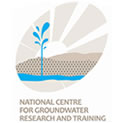 NATIONAL CENTRE
FOR GROUNDWATER
RESEARCH AND TRAINING